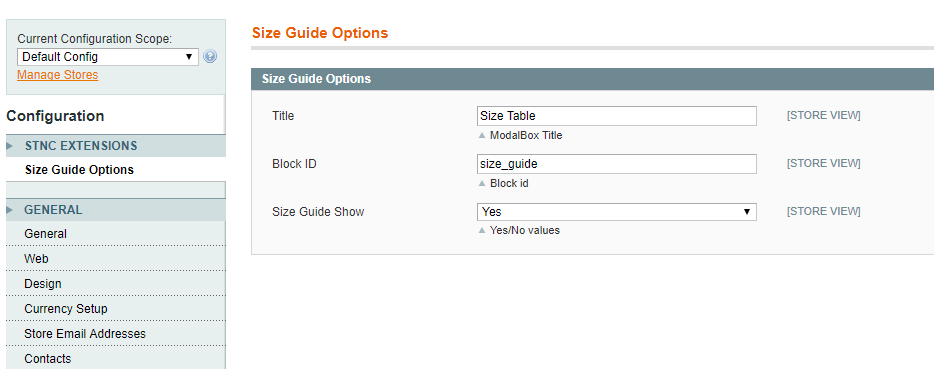 Current Configuration Scope:
Default Config
Manage Stores
Configuration
STNC EXTENSIONS
Size Guide Options
GENERAL
General
Web
Design
Currency Setup
Store Email Addresses
Contacts
Size Guide Options
Size Guide Options
Title Size Table [STORE VIEW]
ModalBox Title
Block ID size_guide [STORE VIEW]
Block id
Size Guide Show Yes [STORE VIEW]
Yes/No values